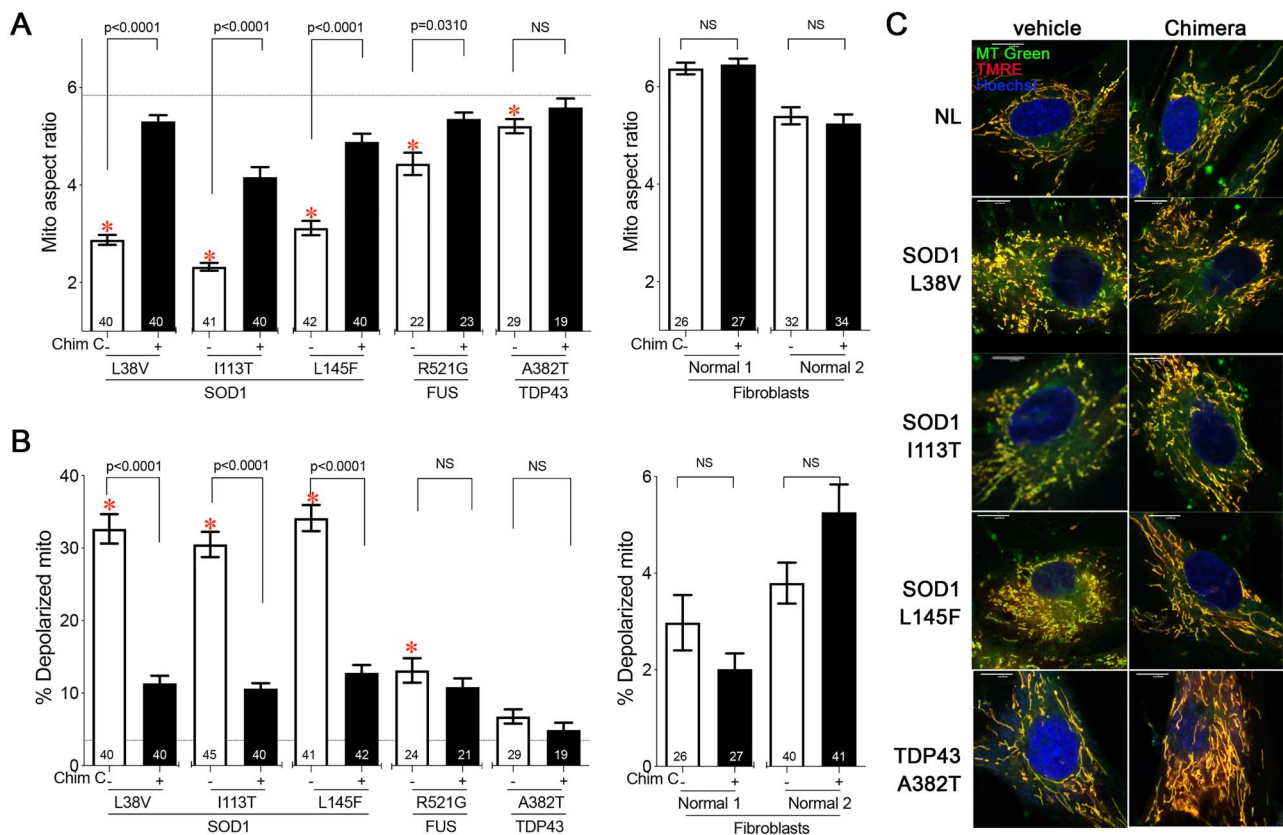 A
p<0.0001 p<0.0001 p<0.0001 p=0.0310 NS
NS NS
Mito aspect ratio
6
4
2
40 40 41 40 42 40 22 23 29 19
Chim C - + - + - + - + - +
L38V I113T L145F R521G A382T
SOD1 FUS TDP43
Mito aspect ratio
6
4
2
26 27 32 34
Chim C - + - +
Normal 1 Normal 2
Fibroblasts
B
p<0.0001 p<0.0001 p<0.0001 NS NS
NS NS
% Depolarized mito
40
30
20
10
0
40 40 45 40 41 42 24 21 29 19
Chim C - + - + - + - + - +
L38V I113T L145F R521G A382T
SOD1 FUS TDP43
% Depolarized mito
6
4
2
0
26 27 40 41
Chim C - + - +
Normal 1 Normal 2
Fibroblasts
C
vehicle Chimera
MT Green
TMRE
Hoechst
NL
SOD1
L38V
SOD1
I113T
SOD1
L145F
TDP43
A382T